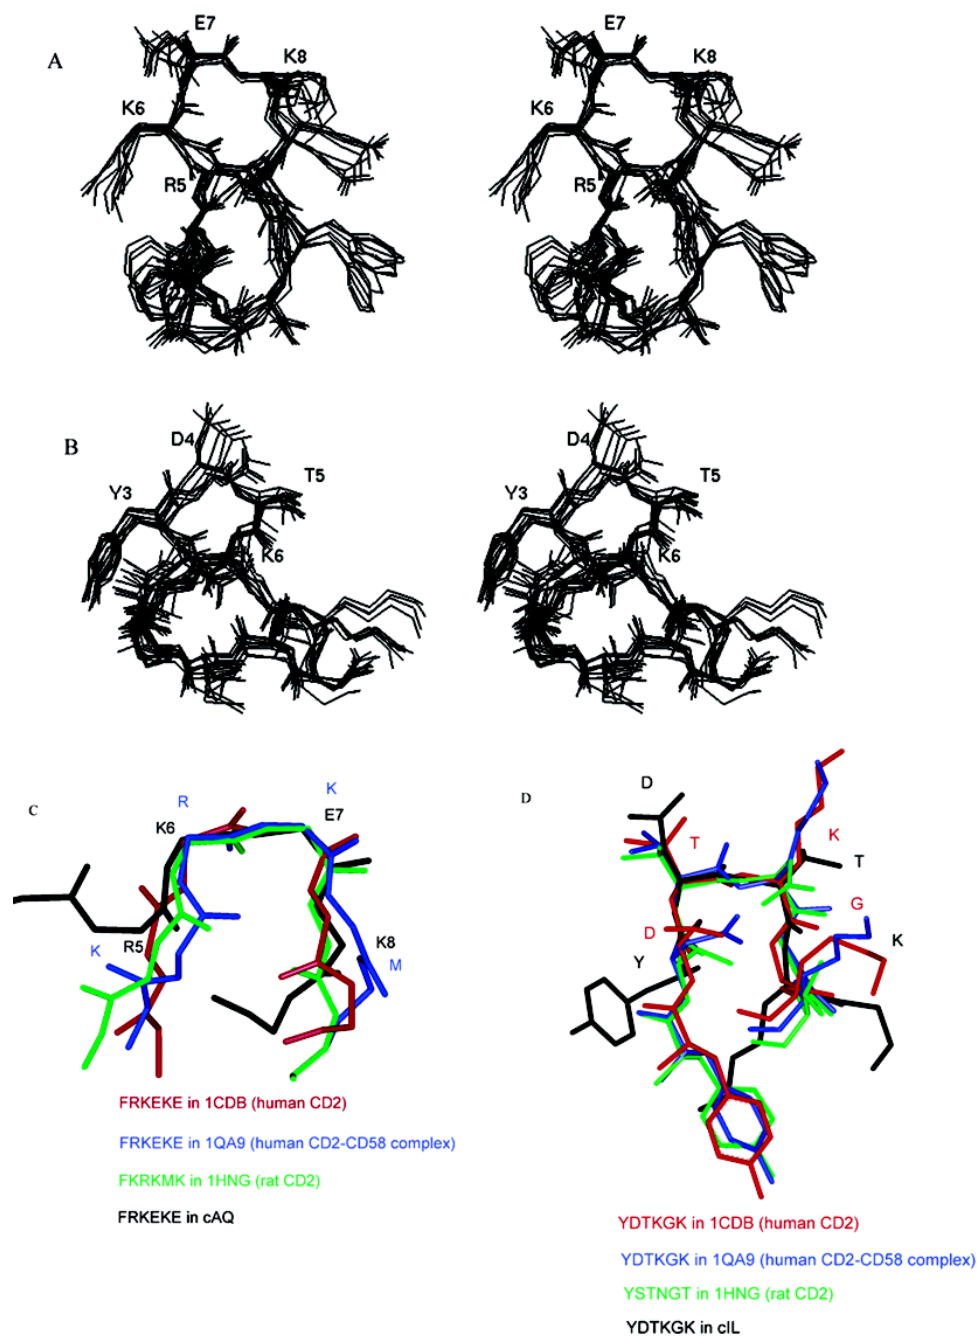 A
E7
K8
K6
R5
E7
K8
K6
R5
B
D4
T5
Y3
K6
D4
T5
Y3
K6
C
R
K
K6
E7
R5
K
K8
M
FRKEKE in 1CDB (human CD2)
FRKEKE in 1QA9 (human CD2-CD58 complex)
FKRKMK in 1HNG (rat CD2)
FRKEKE in cAQ
D
D
T
K
T
D
G
Y
K
YDTKGK in 1CDB (human CD2)
YDTKGK in 1QA9 (human CD2-CD58 complex)
YSTNGT in 1HNG (rat CD2)
YDTKGK in cIL